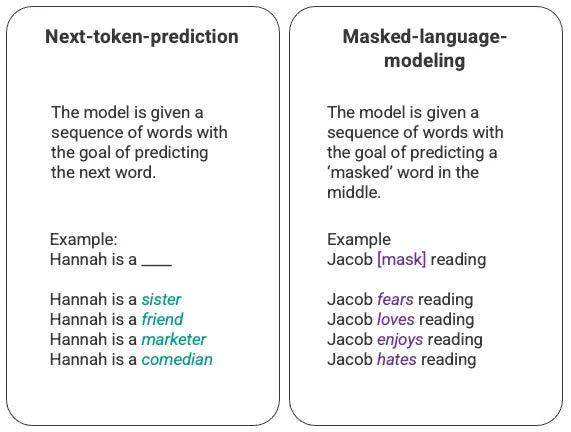 Next-token-prediction
The model is given a
sequence of words with
the goal of predicting
the next word.
Example:
Hannah is a ____
Hannah is a sister
Hannah is a friend
Hannah is a marketer
Hannah is a comedian
Masked-language-
modeling
The model is given a
sequence of words with
the goal of predicting a
‘masked’ word in the
middle.
Example
Jacob [mask] reading
Jacob fears reading
Jacob loves reading
Jacob enjoys reading
Jacob hates reading